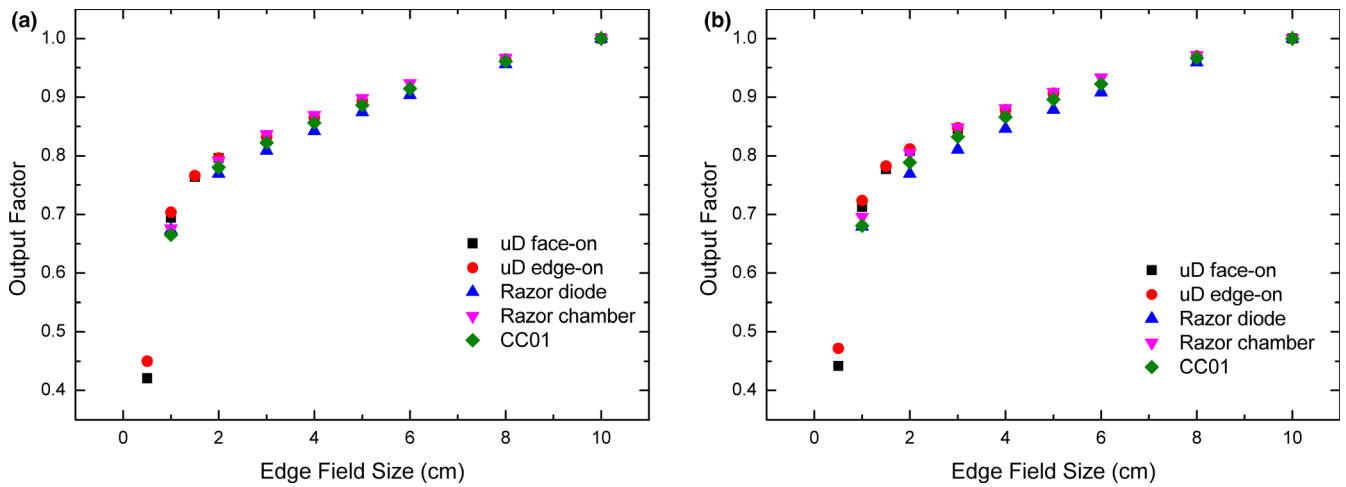 (a)
1.0
0.9
0.8
0.7
0.6
0.5
0.4
Output Factor
uD face-on
uD edge-on
Razor diode
Razor chamber
CC01
0 2 4 6 8 10
Edge Field Size (cm)
(b)
1.0
0.9
0.8
0.7
0.6
0.5
0.4
Output Factor
uD face-on
uD edge-on
Razor diode
Razor chamber
CC01
0 2 4 6 8 10
Edge Field Size (cm)